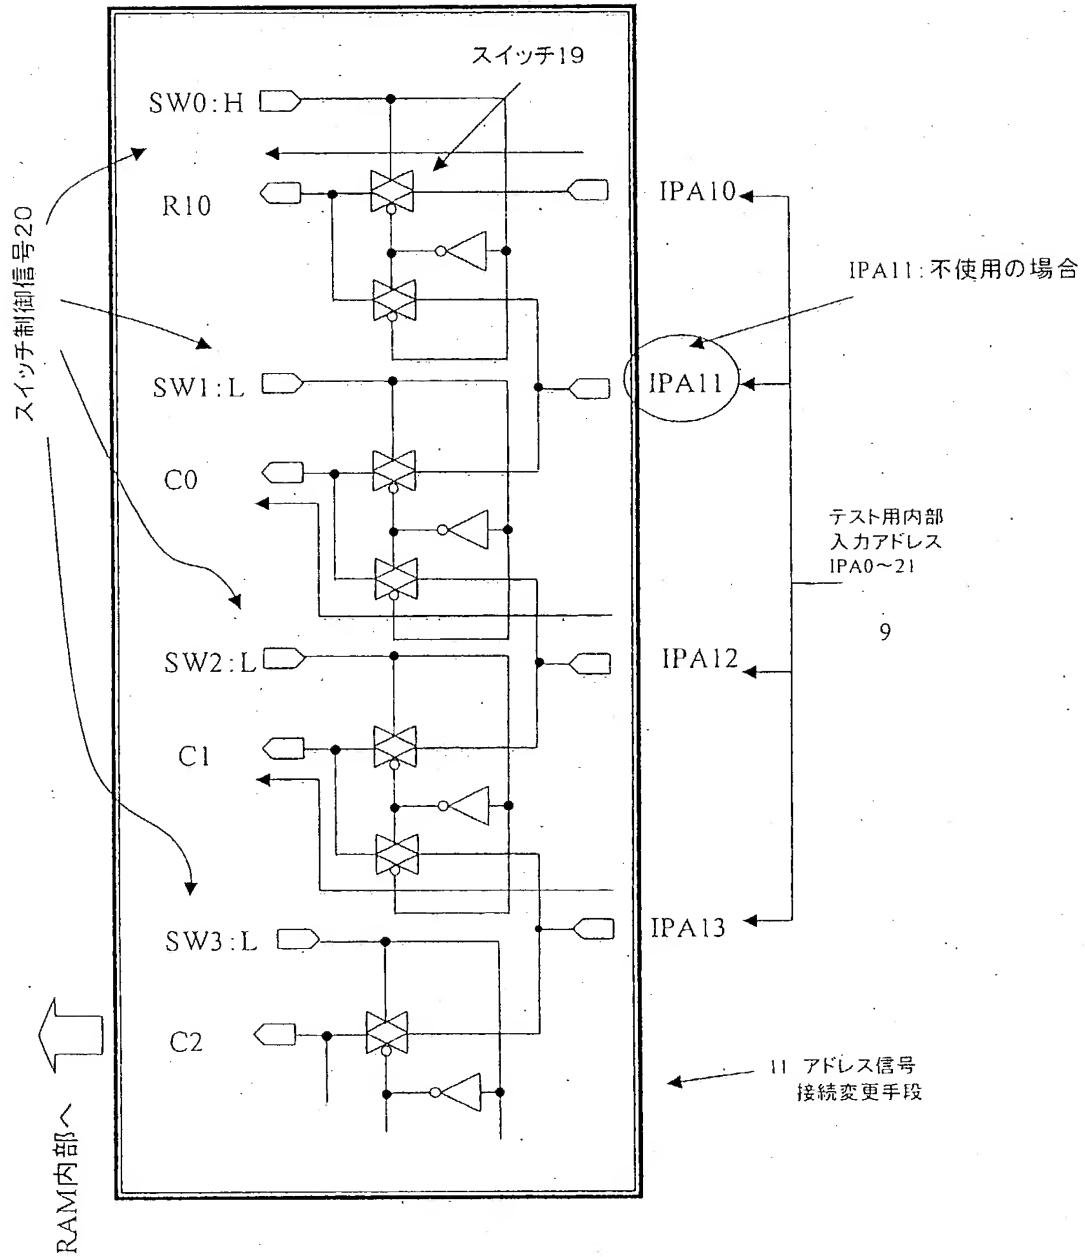 スイッチ19
SW0:H
R10
IPA10
スイッチ制御信号20
IPA11:不使用の場合
SW1:L
IPA11
C0
テスト用内部
入力アドレス
IPA0~21
9
SW2:L
IPA12
C1
SW3:L
IPA13
C2
11 アドレス信号
接続変更手段
RAM内部へ